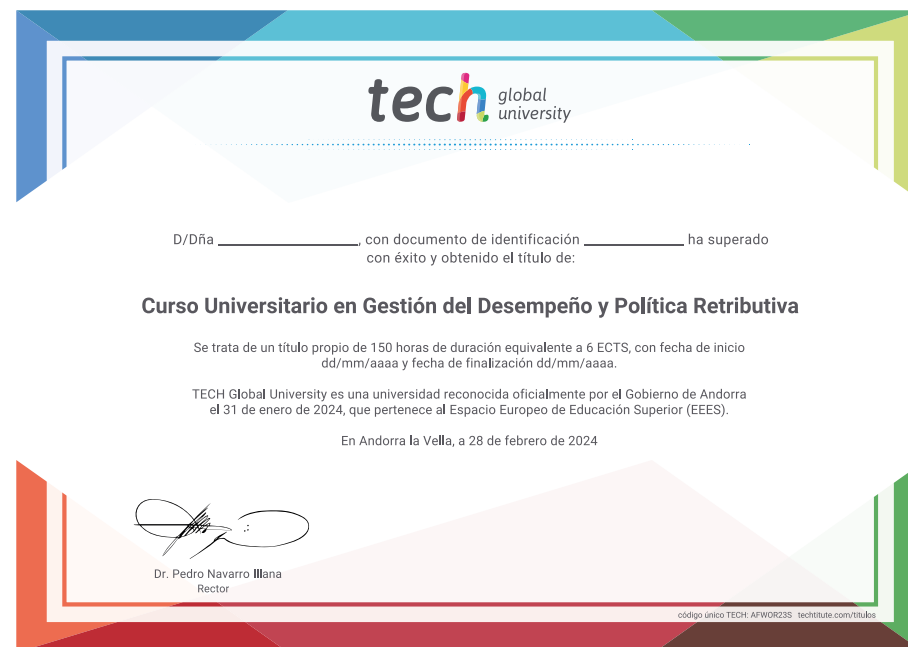 tech global university
D/Dña ____________________, con documento de identificación ______________ ha superado
con éxito y obtenido el título de:
Curso Universitario en Gestión del Desempeño y Política Retributiva
Se trata de un título propio de 150 horas de duración equivalente a 6 ECTS, con fecha de inicio
dd/mm/aaaa y fecha de finalización dd/mm/aaaa.
TECH Global University es una universidad reconocida oficialmente por el Gobierno de Andorra
el 31 de enero de 2024, que pertenece al Espacio Europeo de Educación Superior (EEES).
En Andorra la Vella, a 28 de febrero de 2024
Dr. Pedro Navarro Illana
Rector
código único TECH: AFWOR23S techtitute.com/titulos